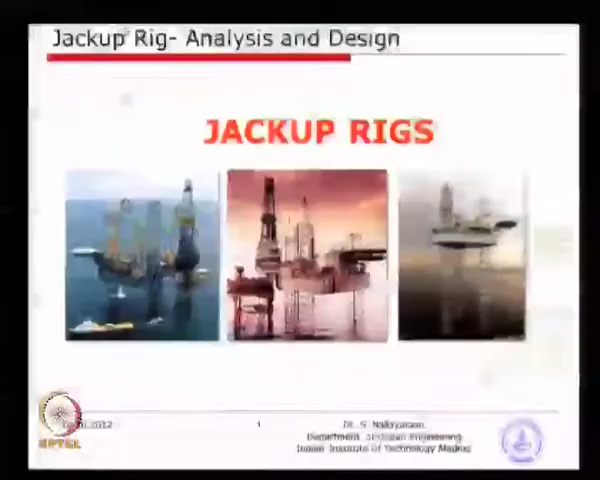 Jackup Rig- Analysis and Design
JACKUP RIGS
2012
1
Dr. S. Nallayarasu
Department of Ocean Engineering
Indian Institute of Technology Madras
NPTEL